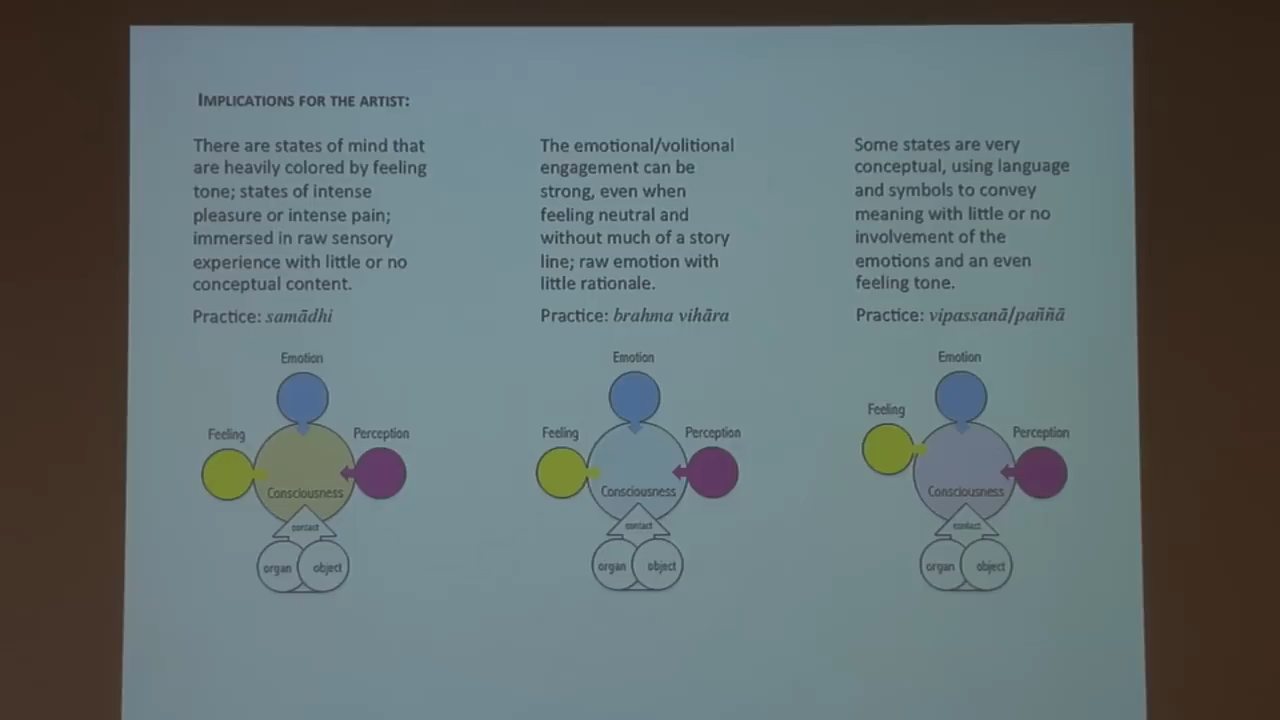 IMPLICATIONS FOR THE ARTIST:
There are states of mind that
are heavily colored by feeling
tone; states of intense
pleasure or intense pain;
immersed in raw sensory
experience with little or no
conceptual content.
Practice: samādhi
Emotion
Feeling
Perception
Consciousness
contact
organ
object
The emotional/volitional
engagement can be
strong, even when
feeling neutral and
without much of a story
line; raw emotion with
little rationale.
Practice: brahma vihāra
Emotion
Feeling
Perception
Consciousness
contact
organ
object
Some states are very
conceptual, using language
and symbols to convey
meaning with little or no
involvement of the
emotions and an even
feeling tone.
Practice: vipassanā/paññā
Emotion
Feeling
Perception
Consciousness
contact
organ
object